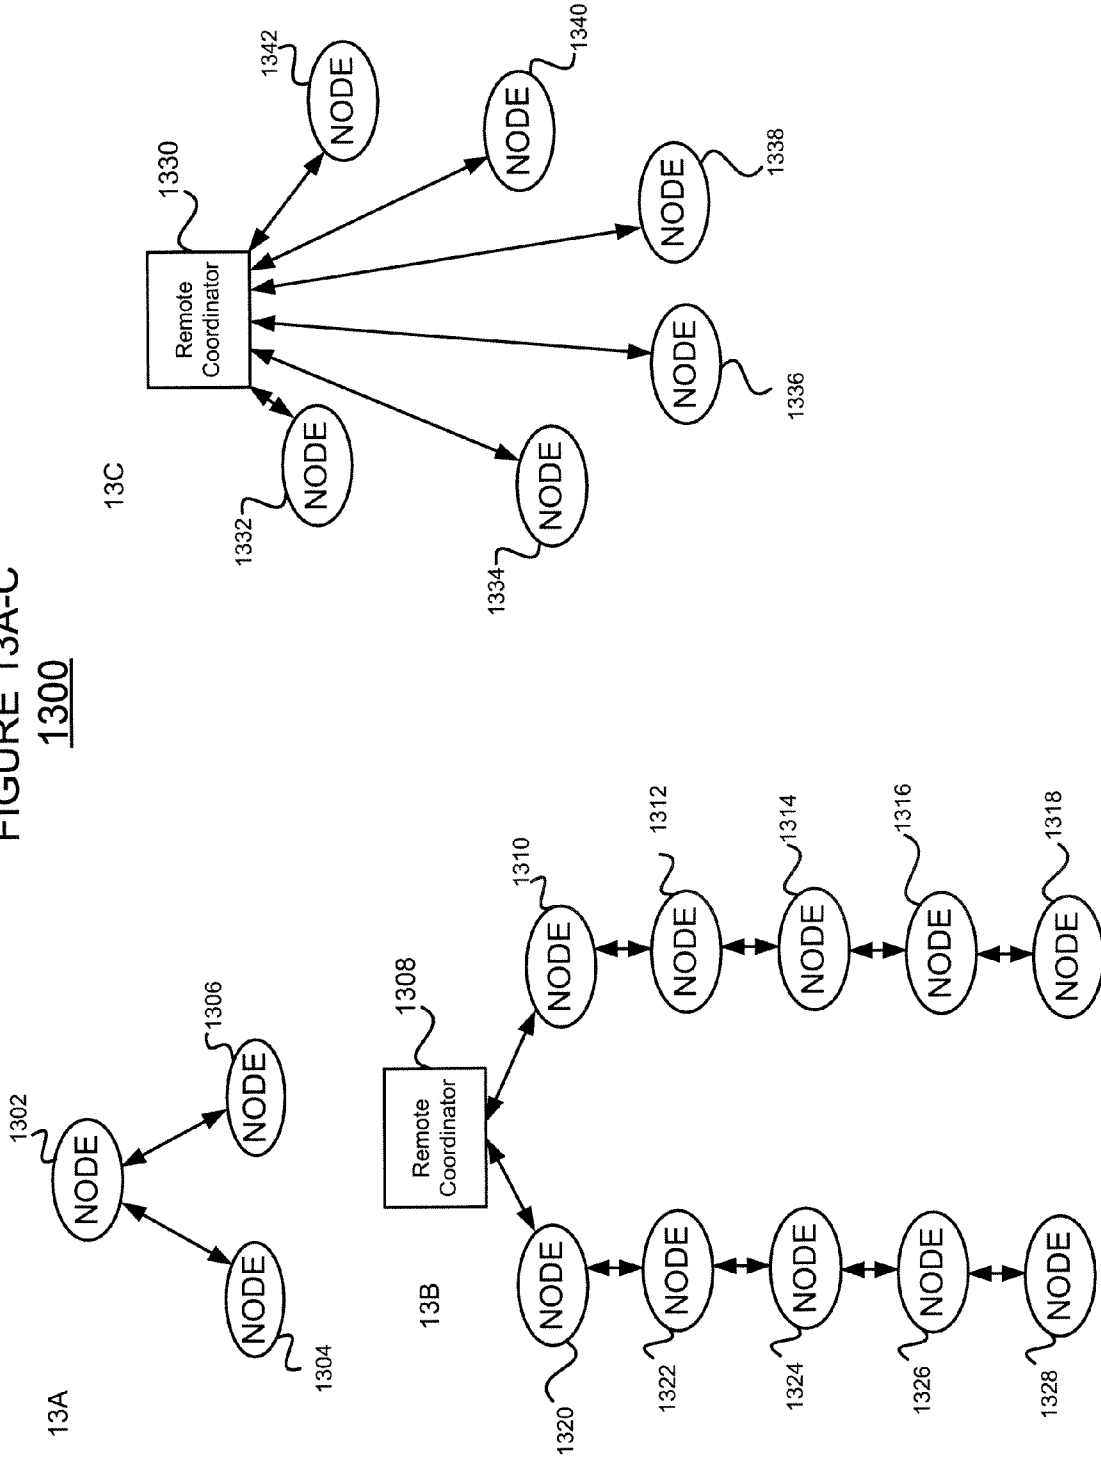 FIGURE 13A-C
1300
13A
1302
NODE
NODE
1304
NODE
1306
13B
Remote
Coordinator
1308
NODE
1320
NODE
1322
NODE
1324
NODE
1326
NODE
1328
NODE
1310
NODE
1312
NODE
1314
NODE
1316
NODE
1318
13C
Remote
Coordinator
1330
NODE
1332
NODE
1334
NODE
1336
NODE
1338
NODE
1340
NODE
1342